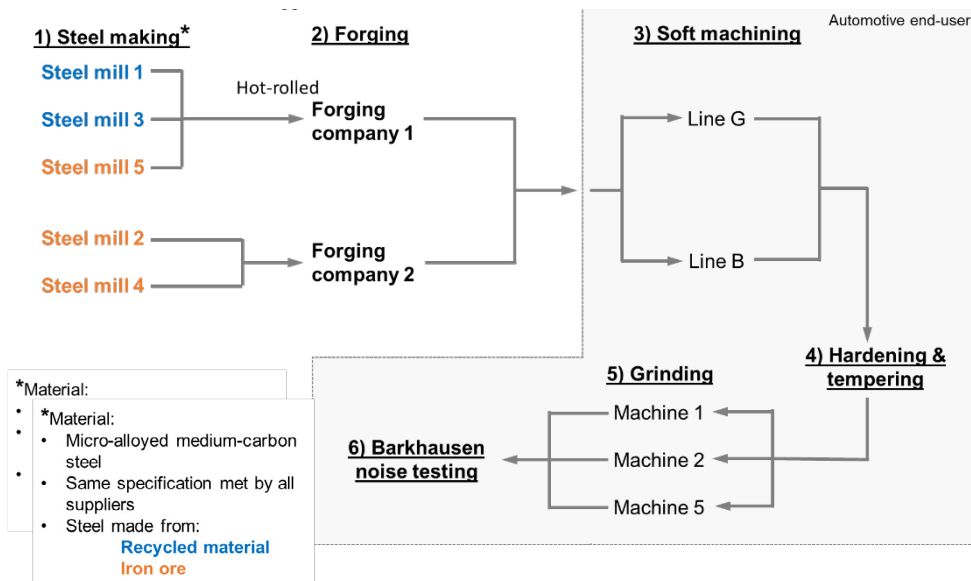 Automotive end-user
1) Steel making*
2) Forging
3) Soft machining
Steel mill 1
Steel mill 3
Steel mill 5
Hot-rolled
Forging
company 1
Line G
Steel mill 2
Steel mill 4
Forging
company 2
Line B
4) Hardening &
tempering
5) Grinding
Machine 1
Machine 2
Machine 5
6) Barkhausen
noise testing
*Material:
•
•
•
*Material:
• Micro-alloyed medium-carbon
steel
• Same specification met by all
suppliers
• Steel made from:
Recycled material
Iron ore